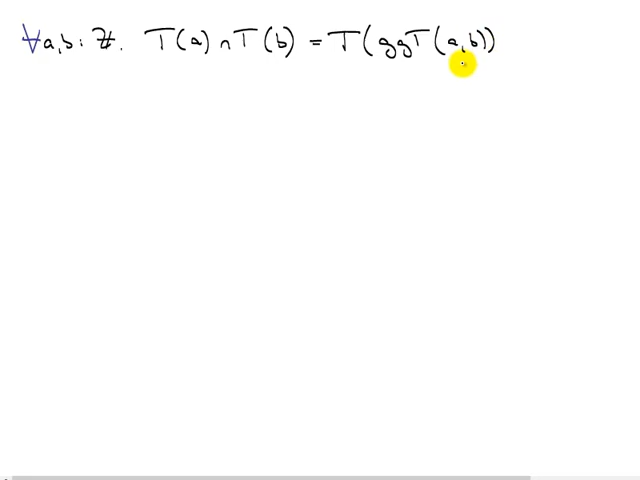 ∀a,b: ℤ. T(a) ∩ T(b) = T(ggT(a,b))